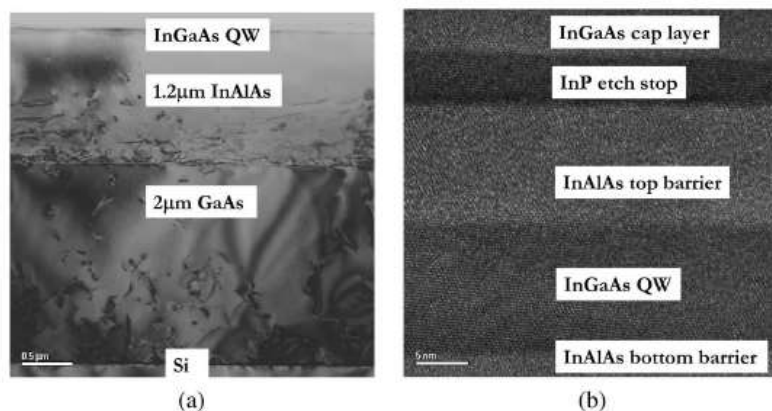 InGaAs QW
1.2μm InAlAs
2μm GaAs
0.5 μm
Si
(a)
InGaAs cap layer
InP etch stop
InAlAs top barrier
InGaAs QW
5 nm
InAlAs bottom barrier
(b)